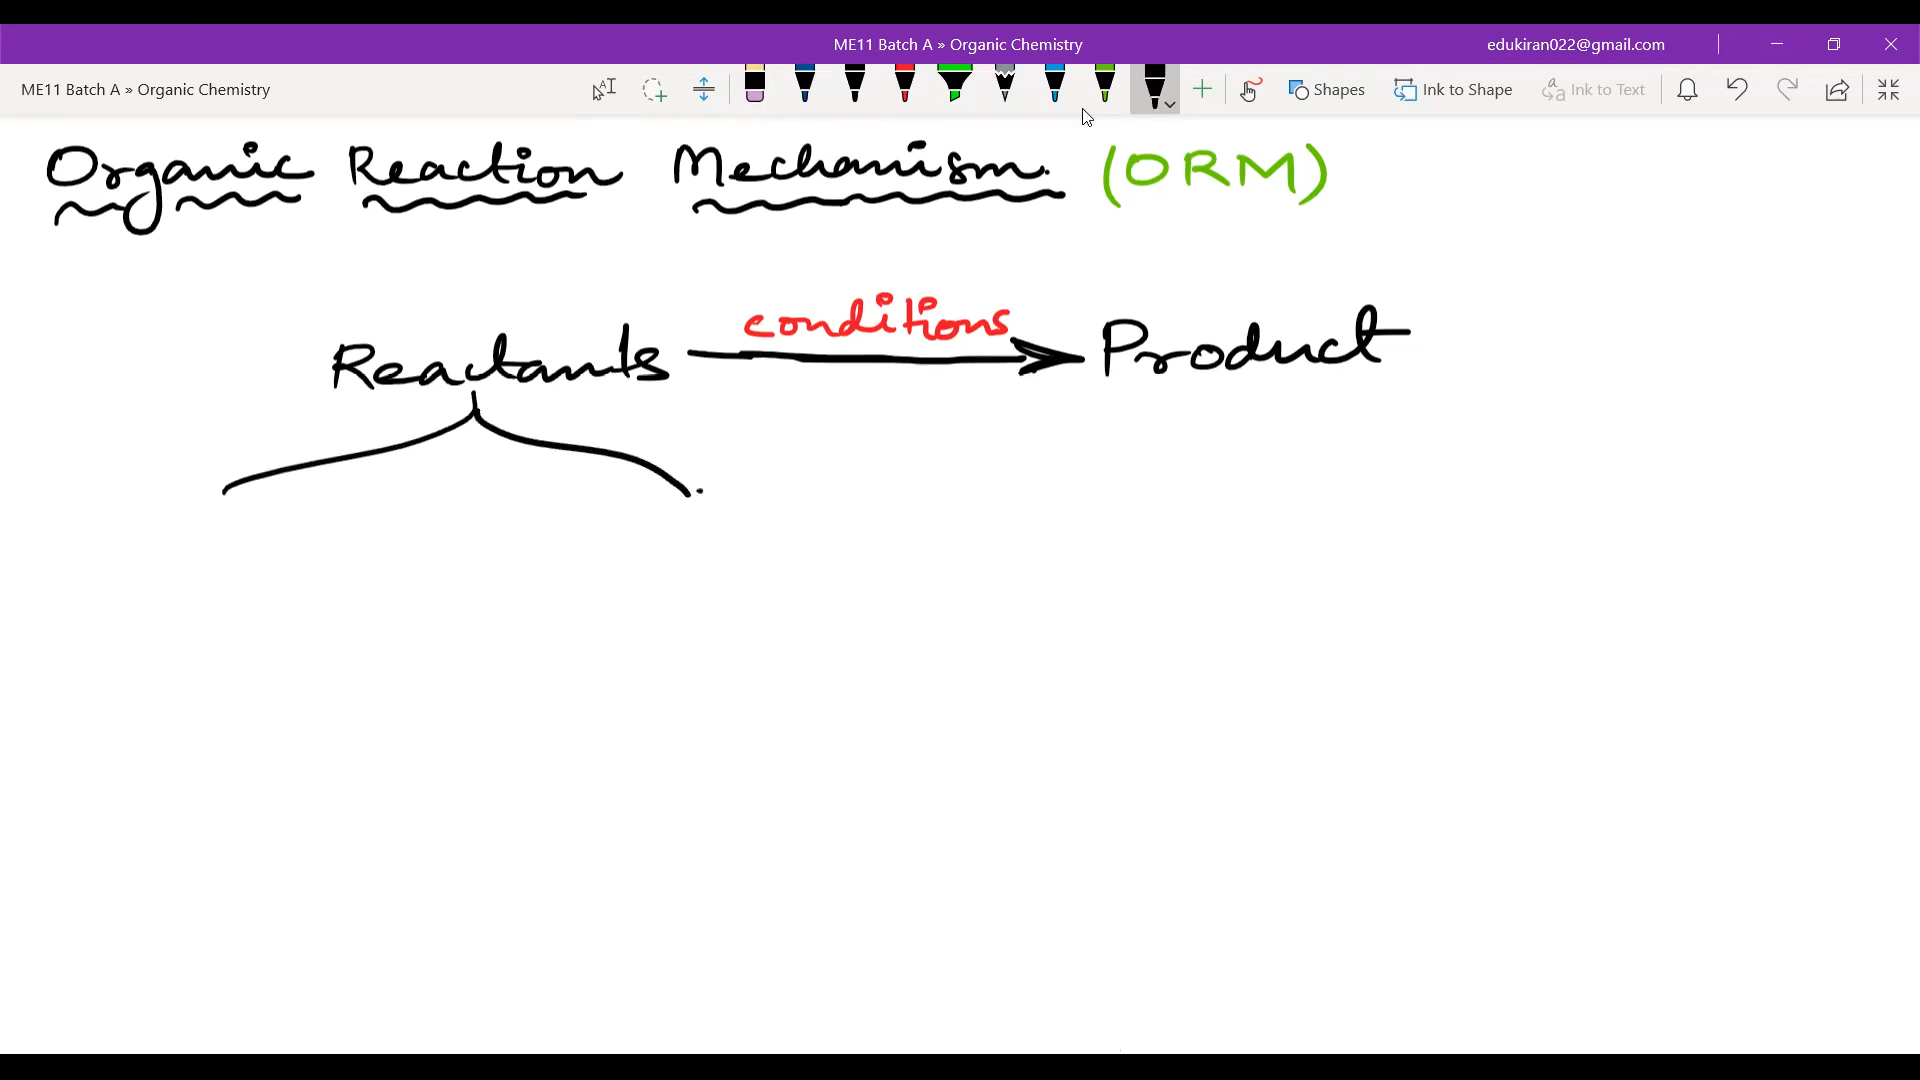 ME11 Batch A » Organic Chemistry
edukiran022@gmail.com
ME11 Batch A » Organic Chemistry
Shapes
Ink to Shape
Ink to Text
Organic Reaction Mechanism. (ORM)
conditions
Reactants Product